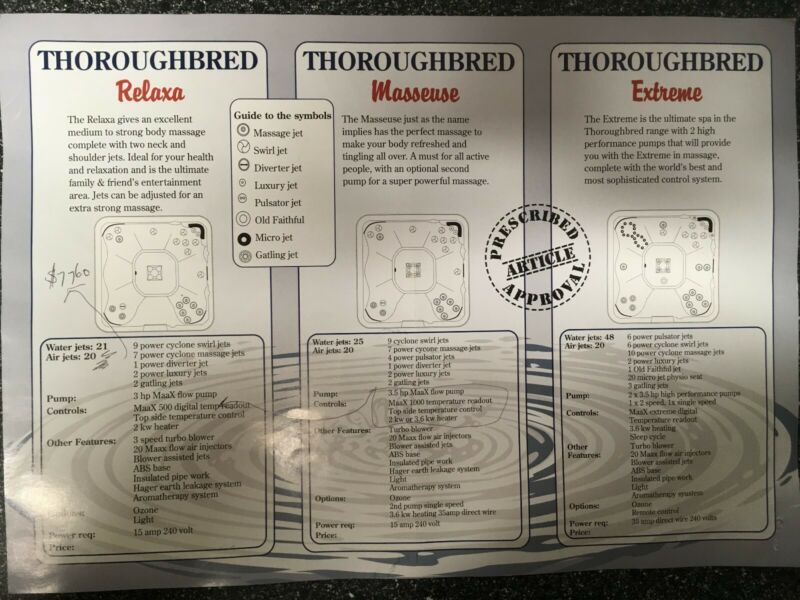 THOROUGHBRED
Relaxa
The Relaxa gives an excellent
medium to strong body massage
complete with two neck and
shoulder jets. Ideal for your health
and relaxation and is the ultimate
family & friend's entertainment
area. Jets can be adjusted for an
extra strong massage.
$7760
Water jets: 21
Air jets: 20
9 power cyclone swirl jets
7 power cyclone massage jets
1 power diverter jet
2 power luxury jets
2 gatling jets
Pump: 3 hp MaaX flow pump
Controls: MaaX 500 digital temp readout
Top side temperature control
2 kw heater
Other Features: 3 speed turbo blower
20 Maax flow air injectors
Blower assisted jets
ABS base
Insulated pipe work
Hager earth leakage system
Aromatherapy system
Options: Ozone
Light
Power req: 15 amp 240 volt
Price:
Guide to the symbols
Massage jet
Swirl jet
Diverter jet
Luxury jet
Pulsator jet
Old Faithful
Micro jet
Gatling jet
THOROUGHBRED
Masseuse
The Masseuse just as the name
implies has the perfect massage to
make your body refreshed and
tingling all over. A must for all active
people, with an optional second
pump for a super powerful massage.
PRESCRIBED
ARTICLE
APPROVAL
Water jets: 25
Air jets: 20
9 cyclone swirl jets
7 power cycone massage jets
4 power pulsator jets
1 power diverter jet
2 power luxury jets
2 gatling jets
Pump: 3.5 hp MaaX flow pump
Controls: MaaX 1000 temperature readout
Top side temperature control
2 kw or 3.6 kw heater
Other Features: Turbo blower
20 Maax flow air injectors
Blower assisted jets
ABS base
Insulated pipe work
Hager earth leakage system
Light
Aromatherapy system
Options: Ozone
2nd pump single speed
3.6 kw heating 35amp direct wire
Power req: 15 amp 240 volt
Price:
THOROUGHBRED
Extreme
The Extreme is the ultimate spa in the
Thoroughbred range with 2 high
performance pumps that will provide
you with the Extreme in massage,
complete with the world's best and
most sophisticated control system.
Water jets: 48
Air jets: 20
6 power pulsator jets
6 power cyclone swirl jets
10 power cyclone massage jets
2 power luxury jets
1 Old Faithful jet
20 micro jet physio seat
3 gatling jets
Pump: 2 x 3.5 hp high performance pumps
1 x 2 speed, 1x single speed
Controls: MaaX extreme digital
Temperature readout
3.6 kw heating
Sleep cycle
Other
Features:
Turbo blower
20 Maax flow air injectors
Blower assisted jets
ABS base
Insulated pipe work
Light
Aromatherapy sysstem
Options: Ozone
Remote control
Power req: 35 amp direct wire 240 volts
Price: